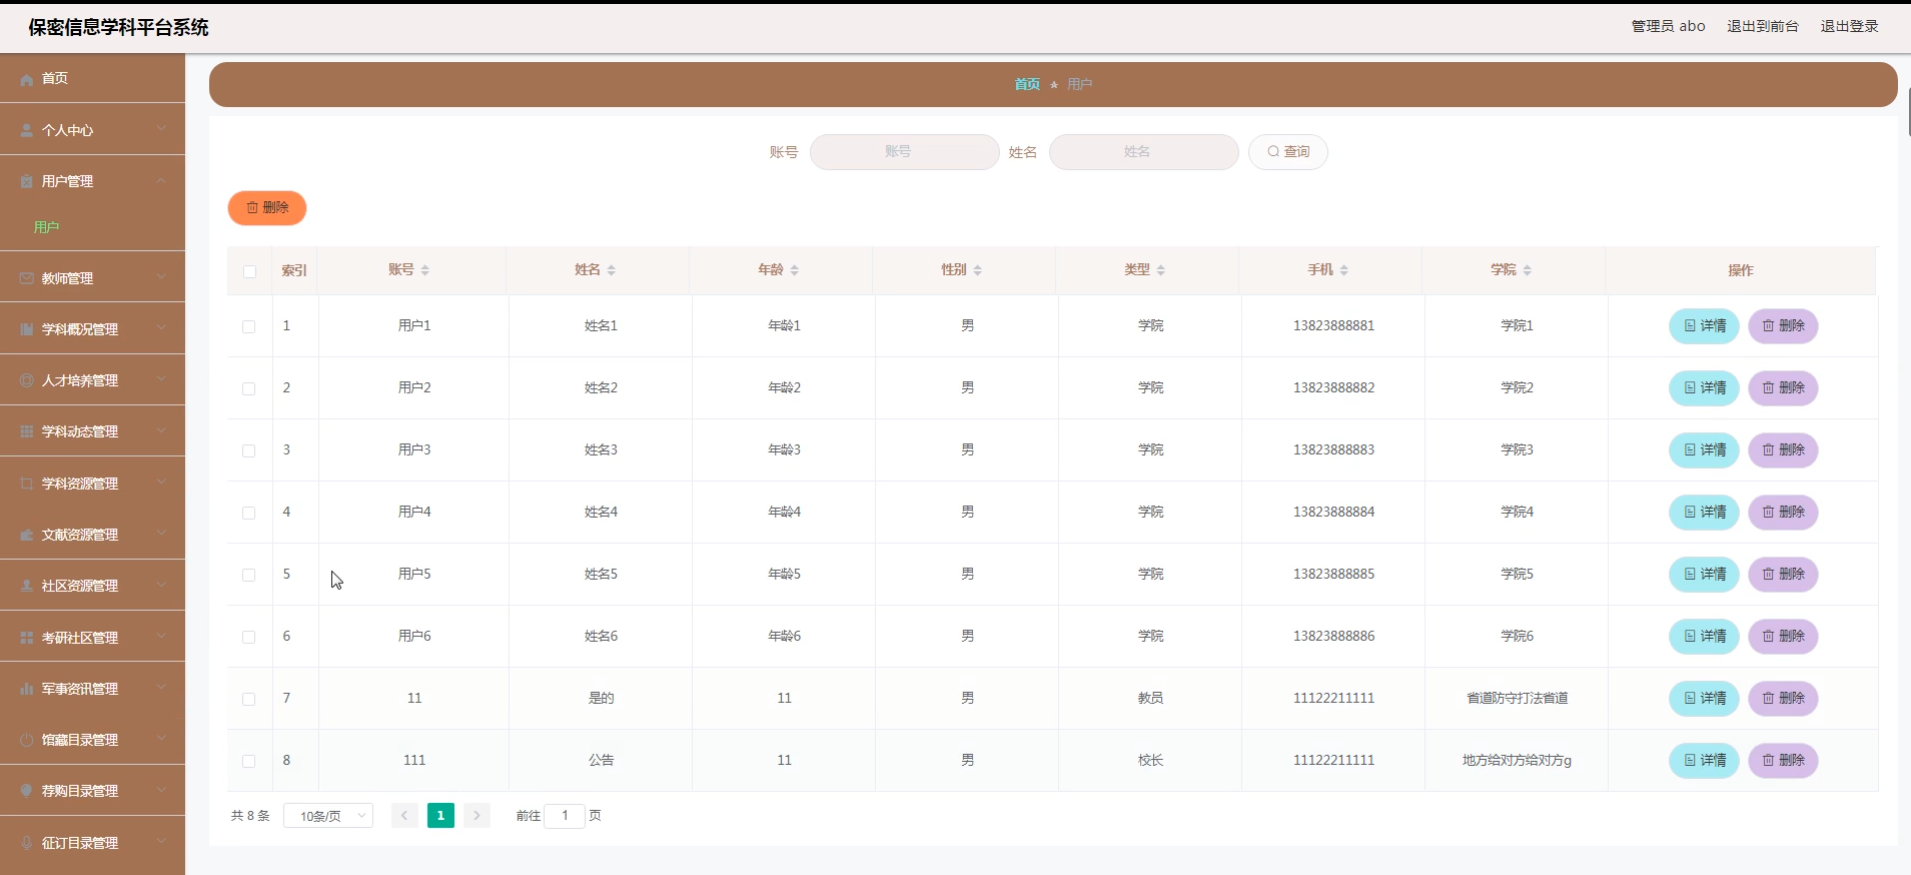 保密信息学科平台系统
管理员 abo 退出到前台 退出登录
首页
个人中心
用户管理
用户
教师管理
学科概况管理
人才培养管理
学科动态管理
学科资源管理
文献资源管理
社区资源管理
考研社区管理
军事资讯管理
馆藏目录管理
荐购目录管理
征订目录管理
首页 用户
账号 账号 姓名 姓名 查询
删除
索引 账号 姓名 年龄 性别 类型 手机 学院 操作
1 用户1 姓名1 年龄1 男 学院 13823888881 学院1 详情 删除
2 用户2 姓名2 年龄2 男 学院 13823888882 学院2 详情 删除
3 用户3 姓名3 年龄3 男 学院 13823888883 学院3 详情 删除
4 用户4 姓名4 年龄4 男 学院 13823888884 学院4 详情 删除
5 用户5 姓名5 年龄5 男 学院 13823888885 学院5 详情 删除
6 用户6 姓名6 年龄6 男 学院 13823888886 学院6 详情 删除
7 11 是的 11 男 教员 11122211111 省道防守打法省道 详情 删除
8 111 公告 11 男 校长 11122211111 地方给对方给对方g 详情 删除
共 8 条 10条/页 1 前往 1 页